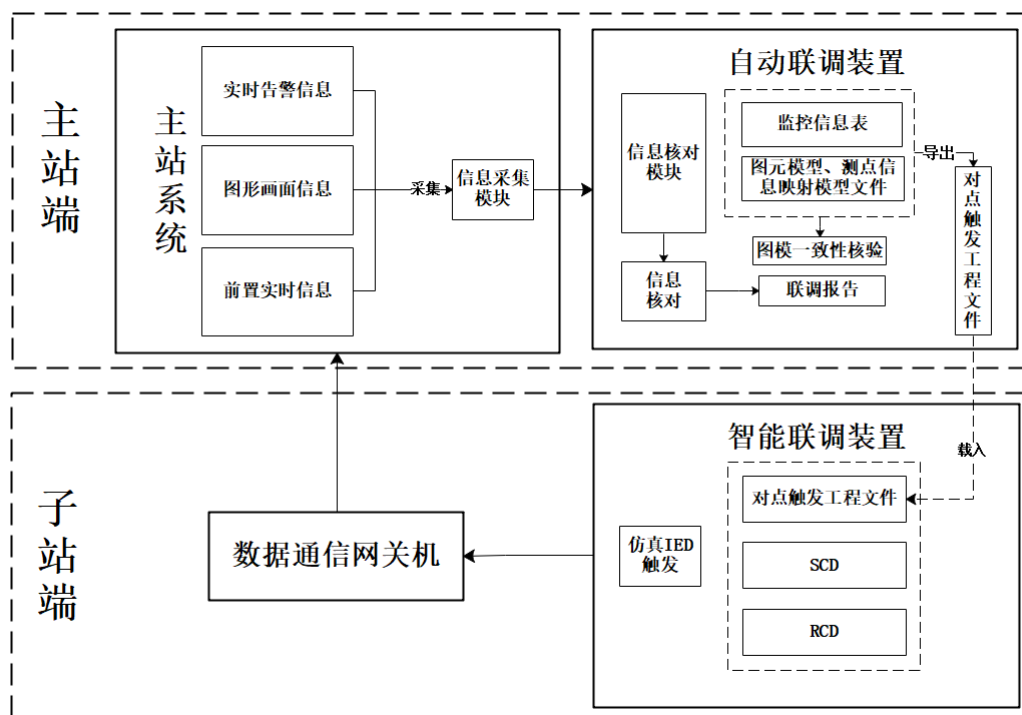 主站端
主站系统
实时告警信息
图形画面信息
前置实时信息
采集
信息采集
模块
自动联调装置
信息核对
模块
信息
核对
监控信息表
图元模型、测点信
息映射模型文件
图模一致性核验
联调报告
导出
对点触发工程文件
载入
子站端
数据通信网关机
智能联调装置
仿真IED
触发
对点触发工程文件
SCD
RCD